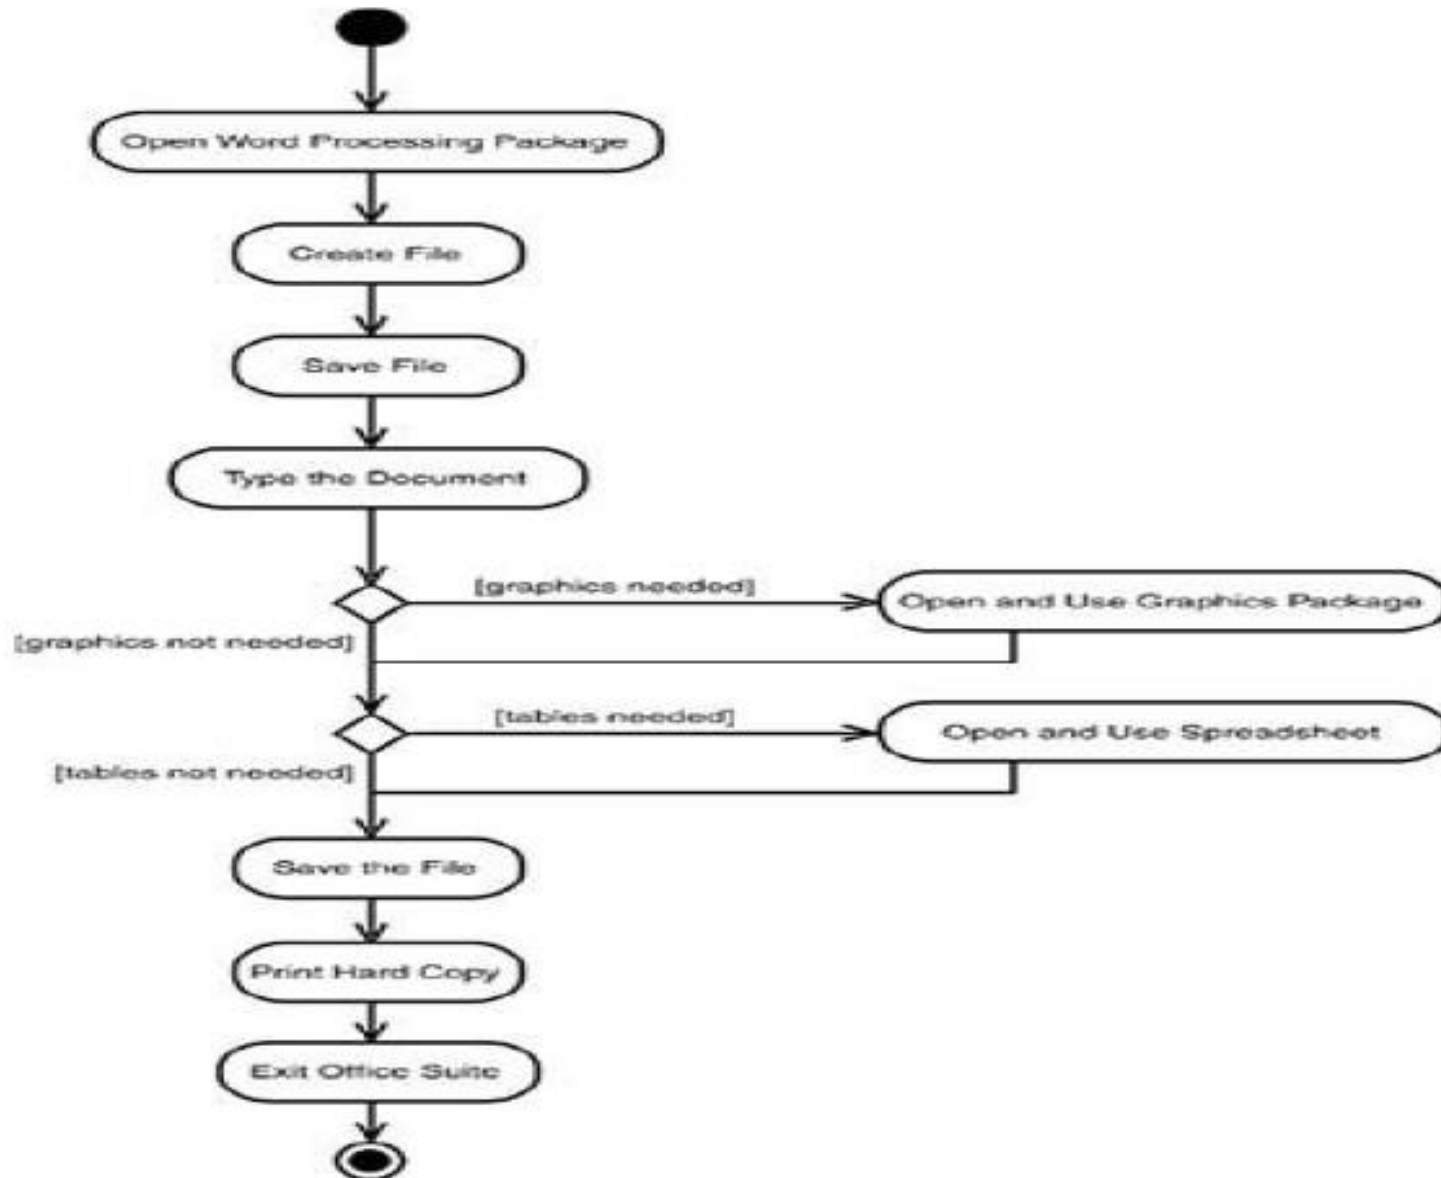 Open Word Processing Package
Create File
Save File
Type the Document
[graphics needed]
Open and Use Graphics Package
[graphics not needed]
[tables needed]
Open and Use Spreadsheet
[tables not needed]
Save the File
Print Hard Copy
Exit Office Suite